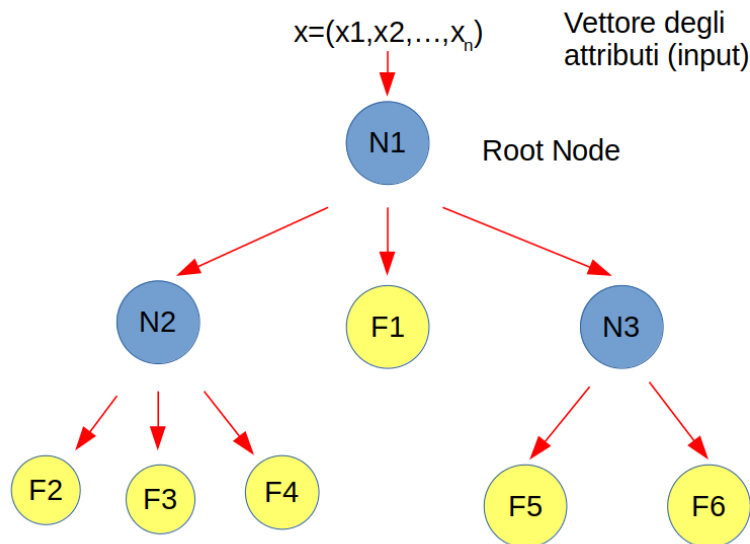 x=(x1,x2,...,xn)
Vettore degli
attributi (input)
N1
Root Node
N2
F1
N3
F2
F3
F4
F5
F6